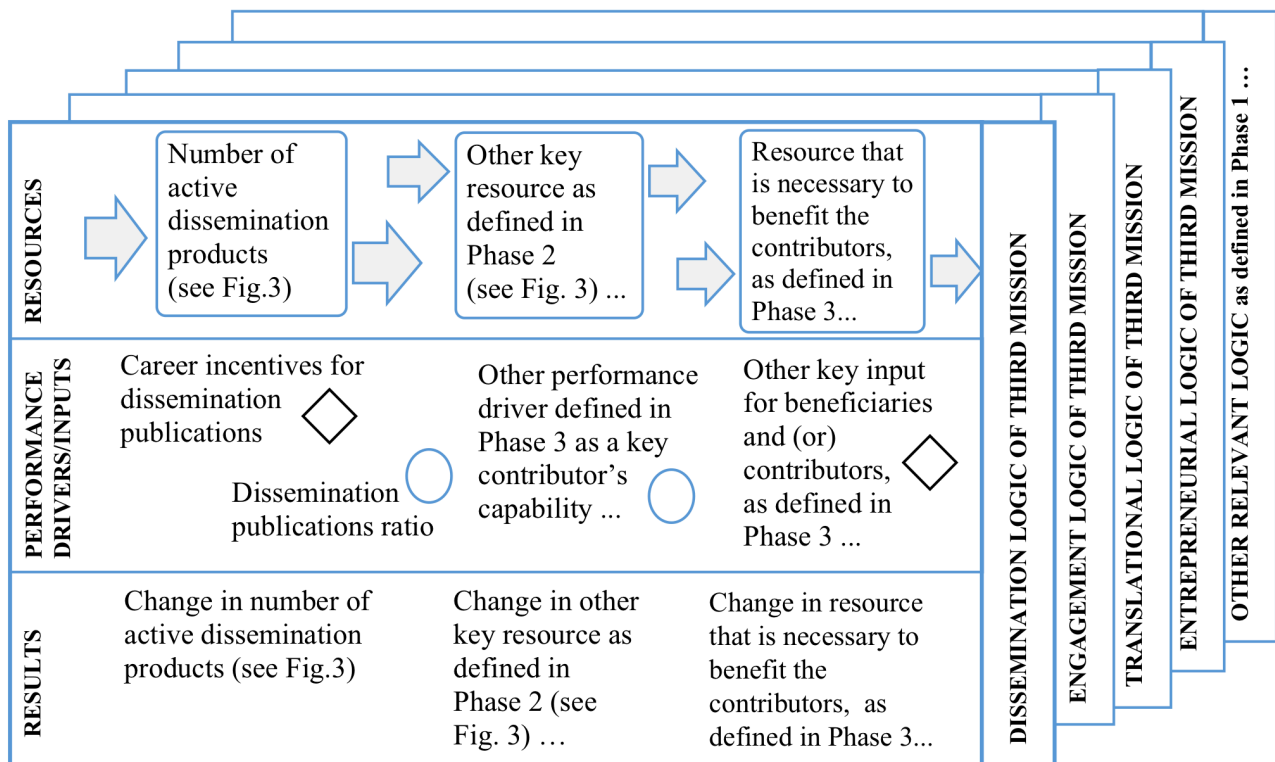 RESOURCES
Number of
active
dissemination
products
(see Fig.3)
Other key
resource as
defined in
Phase 2
(see Fig. 3) ...
Resource that
is necessary to
benefit the
contributors,
as defined in
Phase 3...
PERFORMANCE
DRIVERS/INPUTS
Career incentives for
dissemination
publications
Dissemination
publications ratio
Other performance
driver defined in
Phase 3 as a key
contributor’s
capability ...
Other key input
for beneficiaries
and (or)
contributors,
as defined in
Phase 3 ...
RESULTS
Change in number of
active dissemination
products (see Fig.3)
Change in other
key resource as
defined in
Phase 2 (see
Fig. 3) …
Change in resource
that is necessary to
benefit the
contributors, as
defined in Phase 3...
DISSEMINATION LOGIC OF THIRD MISSION
ENGAGEMENT LOGIC OF THIRD MISSION
TRANSLATIONAL LOGIC OF THIRD MISSION
ENTREPRENEURIAL LOGIC OF THIRD MISSION
OTHER RELEVANT LOGIC as defined in Phase 1 ...